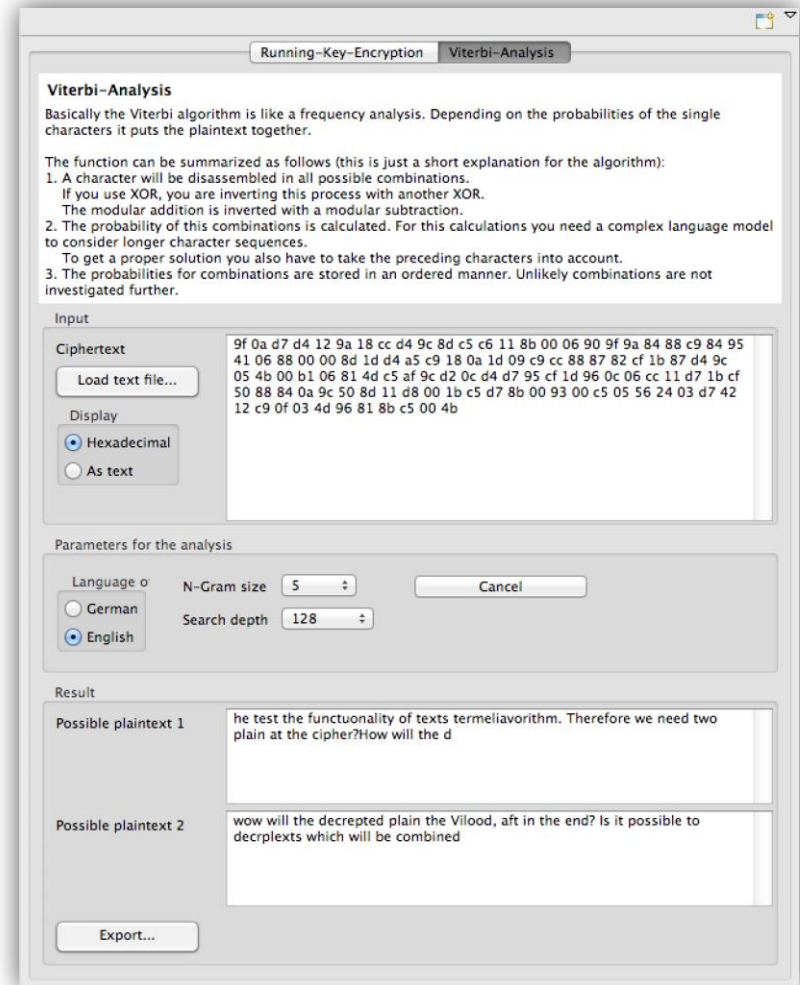 Running-Key-Encryption Viterbi-Analysis
Viterbi-Analysis
Basically the Viterbi algorithm is like a frequency analysis. Depending on the probabilities of the single
characters it puts the plaintext together.
The function can be summarized as follows (this is just a short explanation for the algorithm):
1. A character will be disassembled in all possible combinations.
If you use XOR, you are inverting this process with another XOR.
The modular addition is inverted with a modular subtraction.
2. The probability of this combinations is calculated. For this calculations you need a complex language model
to consider longer character sequences.
To get a proper solution you also have to take the preceding characters into account.
3. The probabilities for combinations are stored in an ordered manner. Unlikely combinations are not
investigated further.
Input
Ciphertext
Load text file...
Display
Hexadecimal
As text
9f 0a d7 d4 12 9a 18 cc d4 9c 8d c5 c6 11 8b 00 06 90 9f 9a 84 88 c9 84 95
41 06 88 00 00 8d 1d d4 a5 c9 18 0a 1d 09 c9 cc 88 87 82 cf 1b 87 d4 9c
05 4b 00 b1 06 81 4d c5 af 9c d2 0c d4 d7 95 cf 1d 96 0c 06 cc 11 d7 1b cf
50 88 84 0a 9c 50 8d 11 d8 00 1b c5 d7 8b 00 93 00 c5 05 56 24 03 d7 42
12 c9 0f 03 4d 96 81 8b c5 00 4b
Parameters for the analysis
Language o
German
English
N-Gram size 5
Search depth 128
Cancel
Result
Possible plaintext 1
he test the functuonality of texts termeliavorithm. Therefore we need two
plain at the cipher?How will the d
Possible plaintext 2
wow will the decrepted plain the Vilood, aft in the end? Is it possible to
decrplexts which will be combined
Export...